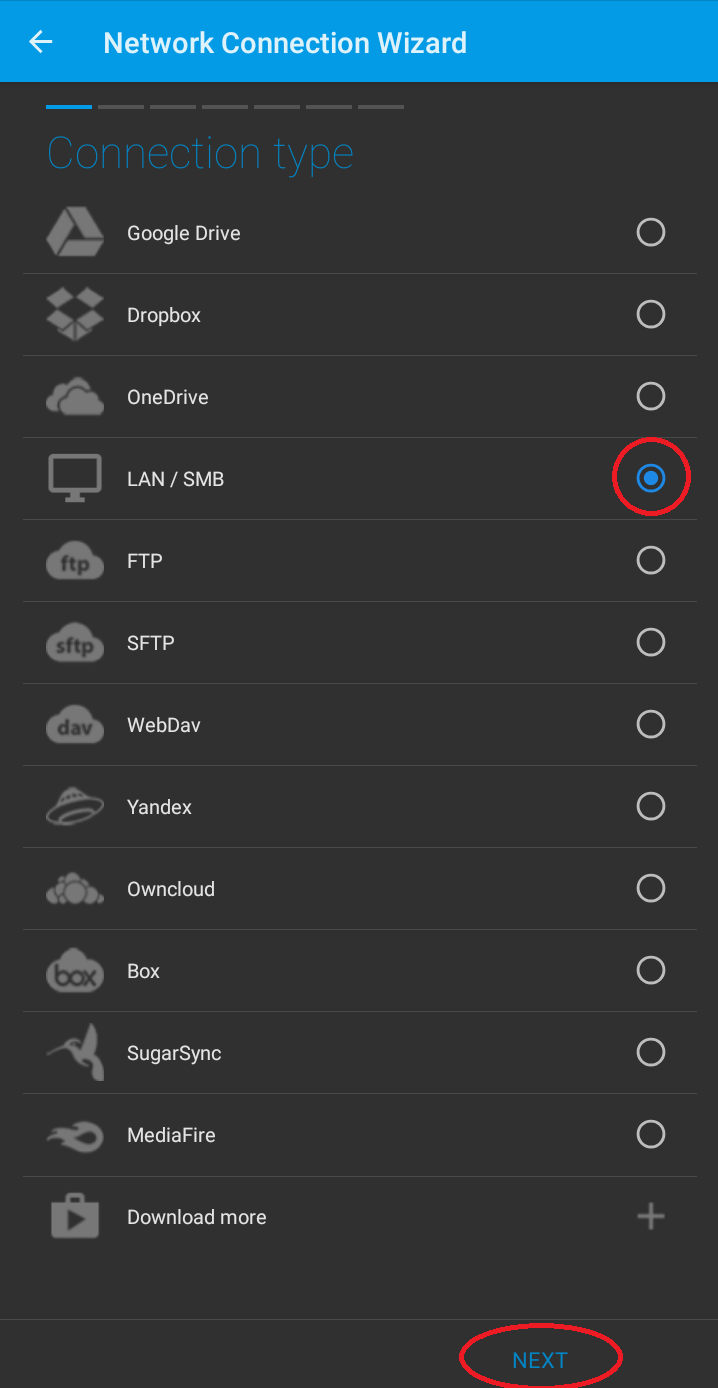 Network Connection Wizard
Connection type
Google Drive
Dropbox
OneDrive
LAN / SMB
ftp FTP
sftp SFTP
dav WebDav
Yandex
Owncloud
box Box
SugarSync
MediaFire
Download more
NEXT